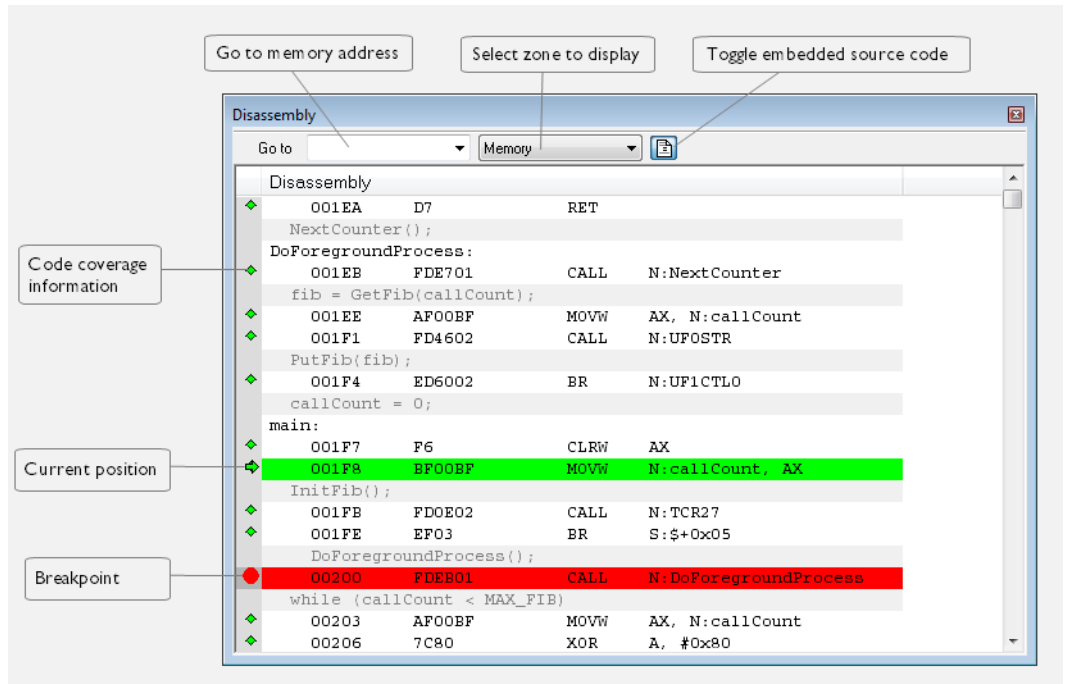 Go to memory address
Select zone to display
Toggle embedded source code
Disassembly
Go to
Memory
Disassembly
001EA D7 RET
NextCounter();
DoForegroundProcess:
Code coverage
information
001EB FDE701 CALL N:NextCounter
fib = GetFib(callCount);
001EE AF00BF MOVW AX, N:callCount
001F1 FD4602 CALL N:UF0STR
PutFib(fib);
001F4 ED6002 BR N:UF1CTL0
callCount = 0;
main:
001F7 F6 CLRW AX
Current position
001F8 BF00BF MOVW N:callCount, AX
InitFib();
001FB FD0E02 CALL N:TCR27
001FE EF03 BR S:$+0x05
DoForegroundProcess();
Breakpoint
00200 FDEB01 CALL N:DoForegroundProcess
while (callCount < MAX_FIB)
00203 AF00BF MOVW AX, N:callCount
00206 7C80 XOR A, #0x80